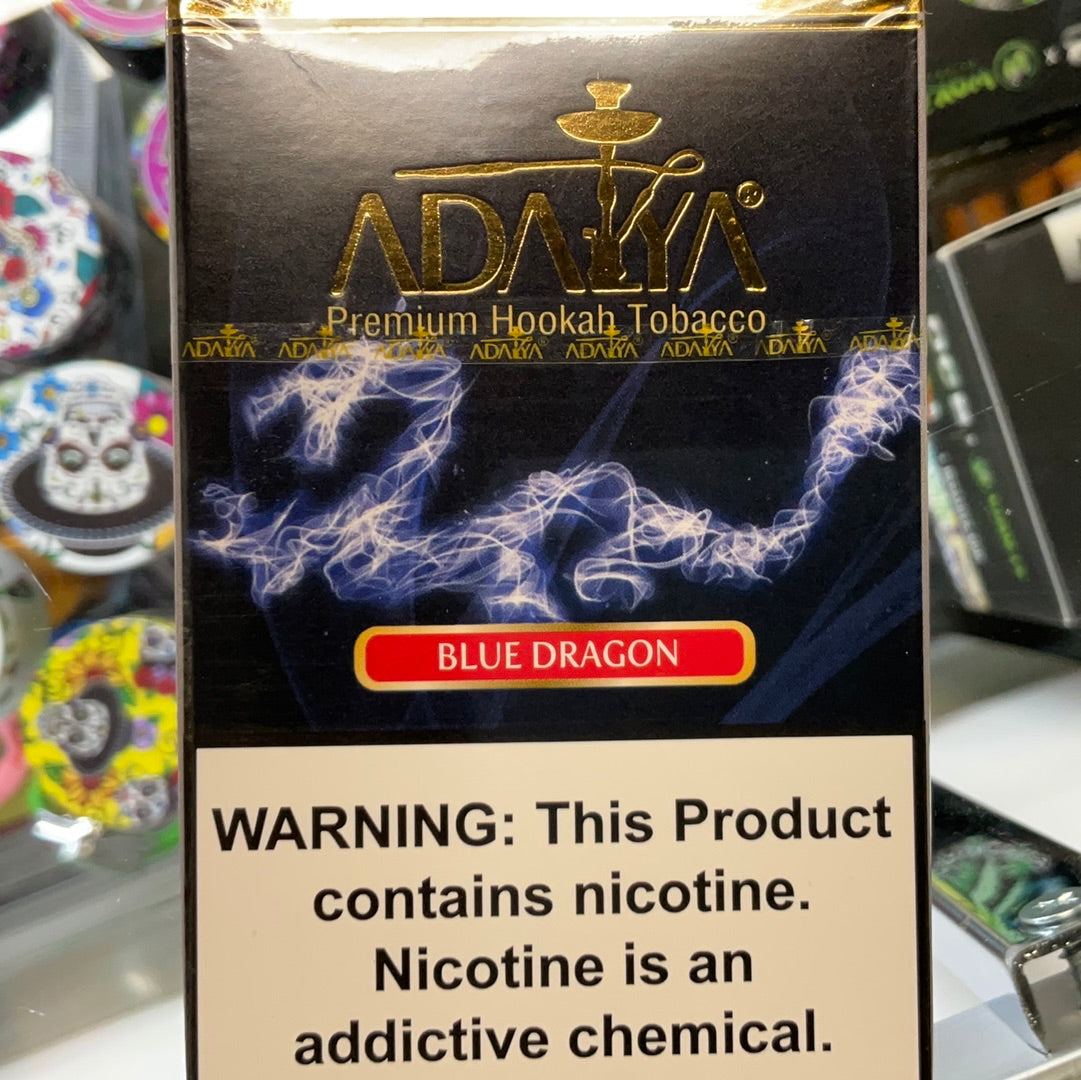 ADALYA®
Premium Hookah Tobacco
ADALYA ADALYA ADALYA ADALYA ADALYA ADALYA ADALYA ADALYA
BLUE DRAGON
WARNING: This Product
contains nicotine.
Nicotine is an
addictive chemical.